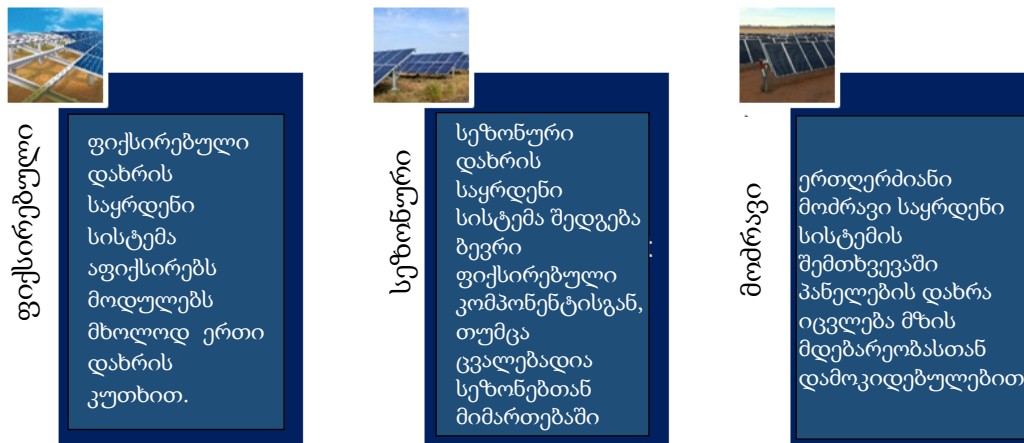 ფიქსირებული
ფიქსირებული
დახრის
საყრდენი
სისტემა
აფიქსირებს
მოდულებს
მხოლოდ ერთი
დახრის
კუთხით.
სეზონური
სეზონური
დახრის
საყრდენი
სისტემა შედგება
ბევრი
ფიქსირებული
კომპონენტისგან,
თუმცა
ცვალებადია
სეზონებთან
მიმართებაში
მოძრავი
ერთღერძიანი
მოძრავი საყრდენი
სისტემის
შემთხვევაში
პანელების დახრა
იცვლება მზის
მდებარეობასთან
დამოკიდებულებით